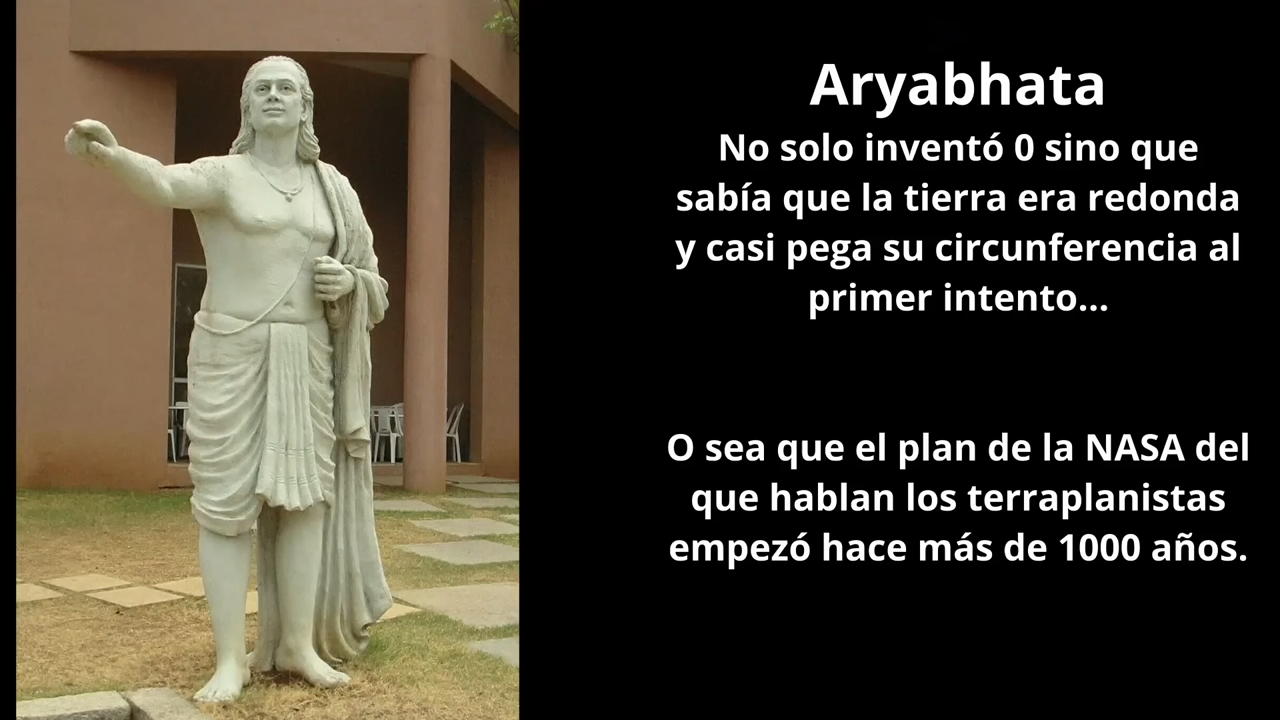 Aryabhata
No solo inventó 0 sino que
sabía que la tierra era redonda
y casi pega su circunferencia al
primer intento...
O sea que el plan de la NASA del
que hablan los terraplanistas
empezó hace más de 1000 años.